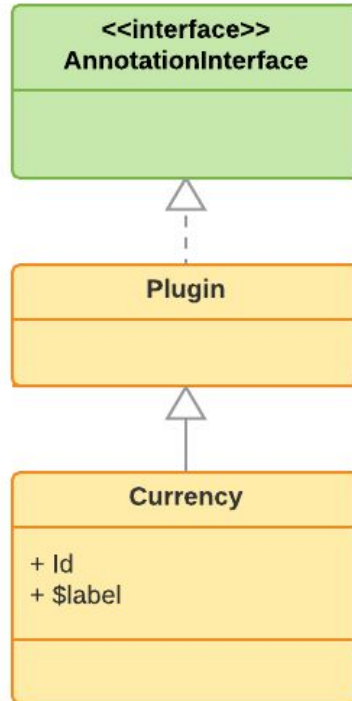 <<interface>>
AnnotationInterface
Plugin
Currency
+ Id
+ $label